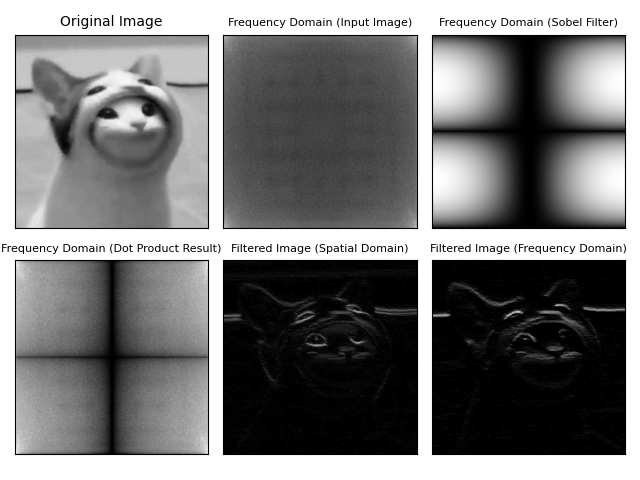 Original Image
Frequency Domain (Input Image)
Frequency Domain (Sobel Filter)
Frequency Domain (Dot Product Result)
Filtered Image (Spatial Domain)
Filtered Image (Frequency Domain)